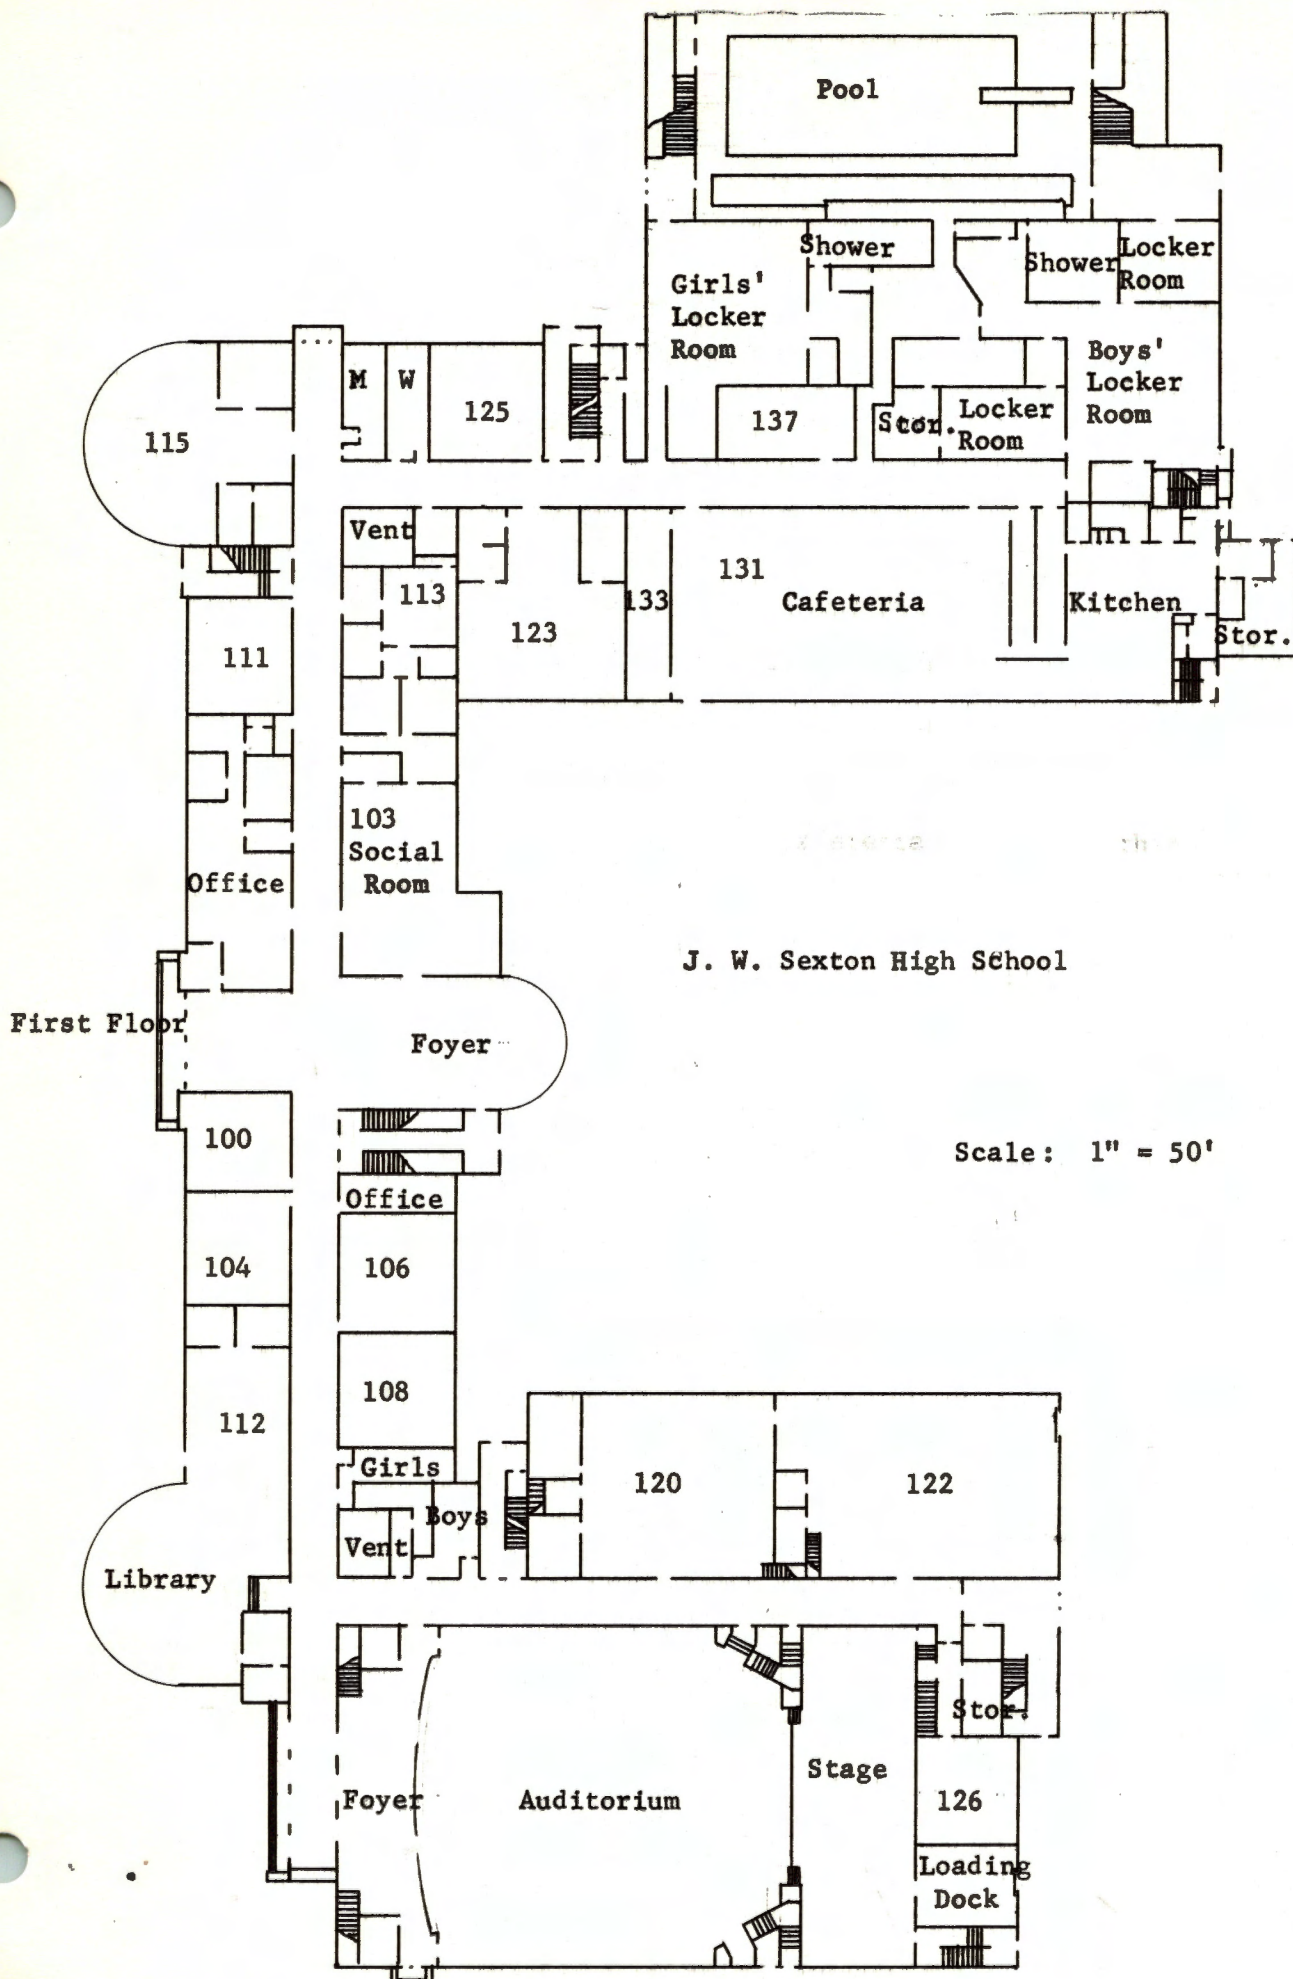 Pool
Shower
Shower
Locker
Room
Girls'
Locker
Room
Boys'
Locker
Room
M
W
125
137
Stor.
Locker
Room
115
Vent
113
123
133
131
Cafeteria
Kitchen
Stor.
111
103
Social
Room
Office
J. W. Sexton High School
First Floor
Foyer
100
Scale: 1" = 50'
Office
104
106
108
112
Girls
Boys
Vent
120
122
Library
Stor.
Stage
Foyer
Auditorium
126
Loading
Dock